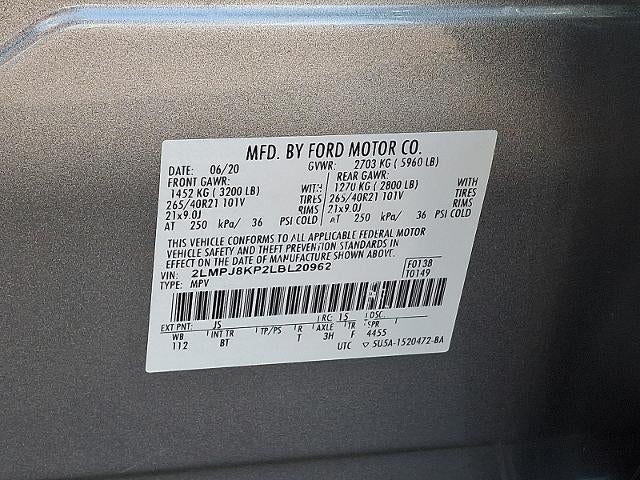 MFD. BY FORD MOTOR CO.
DATE: 06/20 GVWR: 2703 KG ( 5960 LB)
FRONT GAWR: REAR GAWR:
1452 KG ( 3200 LB) WITH 1270 KG ( 2800 LB) WITH
265/40R21 101V TIRES 265/40R21 101V TIRES
21x9.0J RIMS 21x9.0J RIMS
AT 250 kPa/ 36 PSI COLD AT 250 kPa/ 36 PSI COLD
THIS VEHICLE CONFORMS TO ALL APPLICABLE FEDERAL MOTOR
VEHICLE SAFETY AND THEFT PREVENTION STANDARDS IN
EFFECT ON THE DATE OF MANUFACTURE SHOWN ABOVE.
VIN: 2LMPJ8KP2LBL20962 F0138
TYPE: MPV T0149
EXT PNT: JS RC: 15 DSO:
WB INT TR TP/PS R AXLE TR SPR
112 BT T 3H F 4455
UTC ▽ 5U5A-1520472-BA